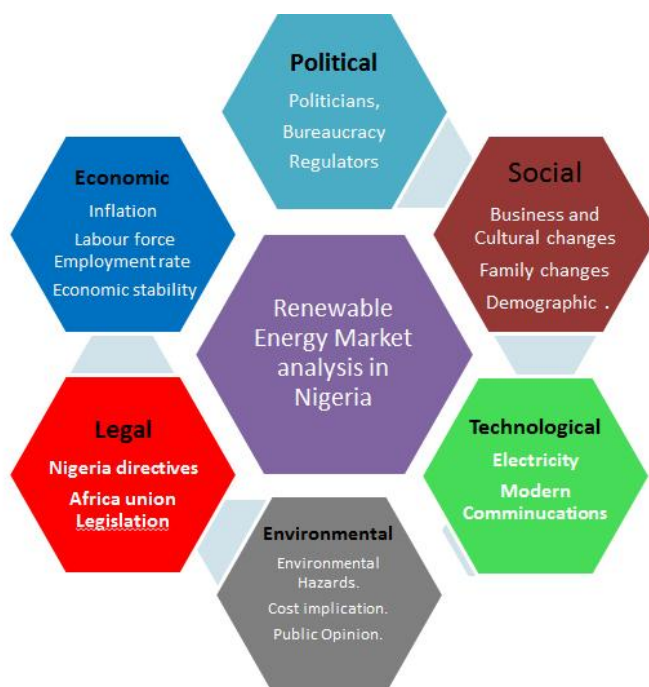 Political
Politicians,
Bureaucracy
Regulators
Social
Business and
Cultural changes
Family changes
Demographic .
Technological
Electricity
Modern
Comminucations
Environmental
Environmental
Hazards.
Cost implication.
Public Opinion.
Legal
Nigeria directives
Africa union
Legislation
Economic
Inflation
Labour force
Employment rate
Economic stability
Renewable
Energy Market
analysis in
Nigeria